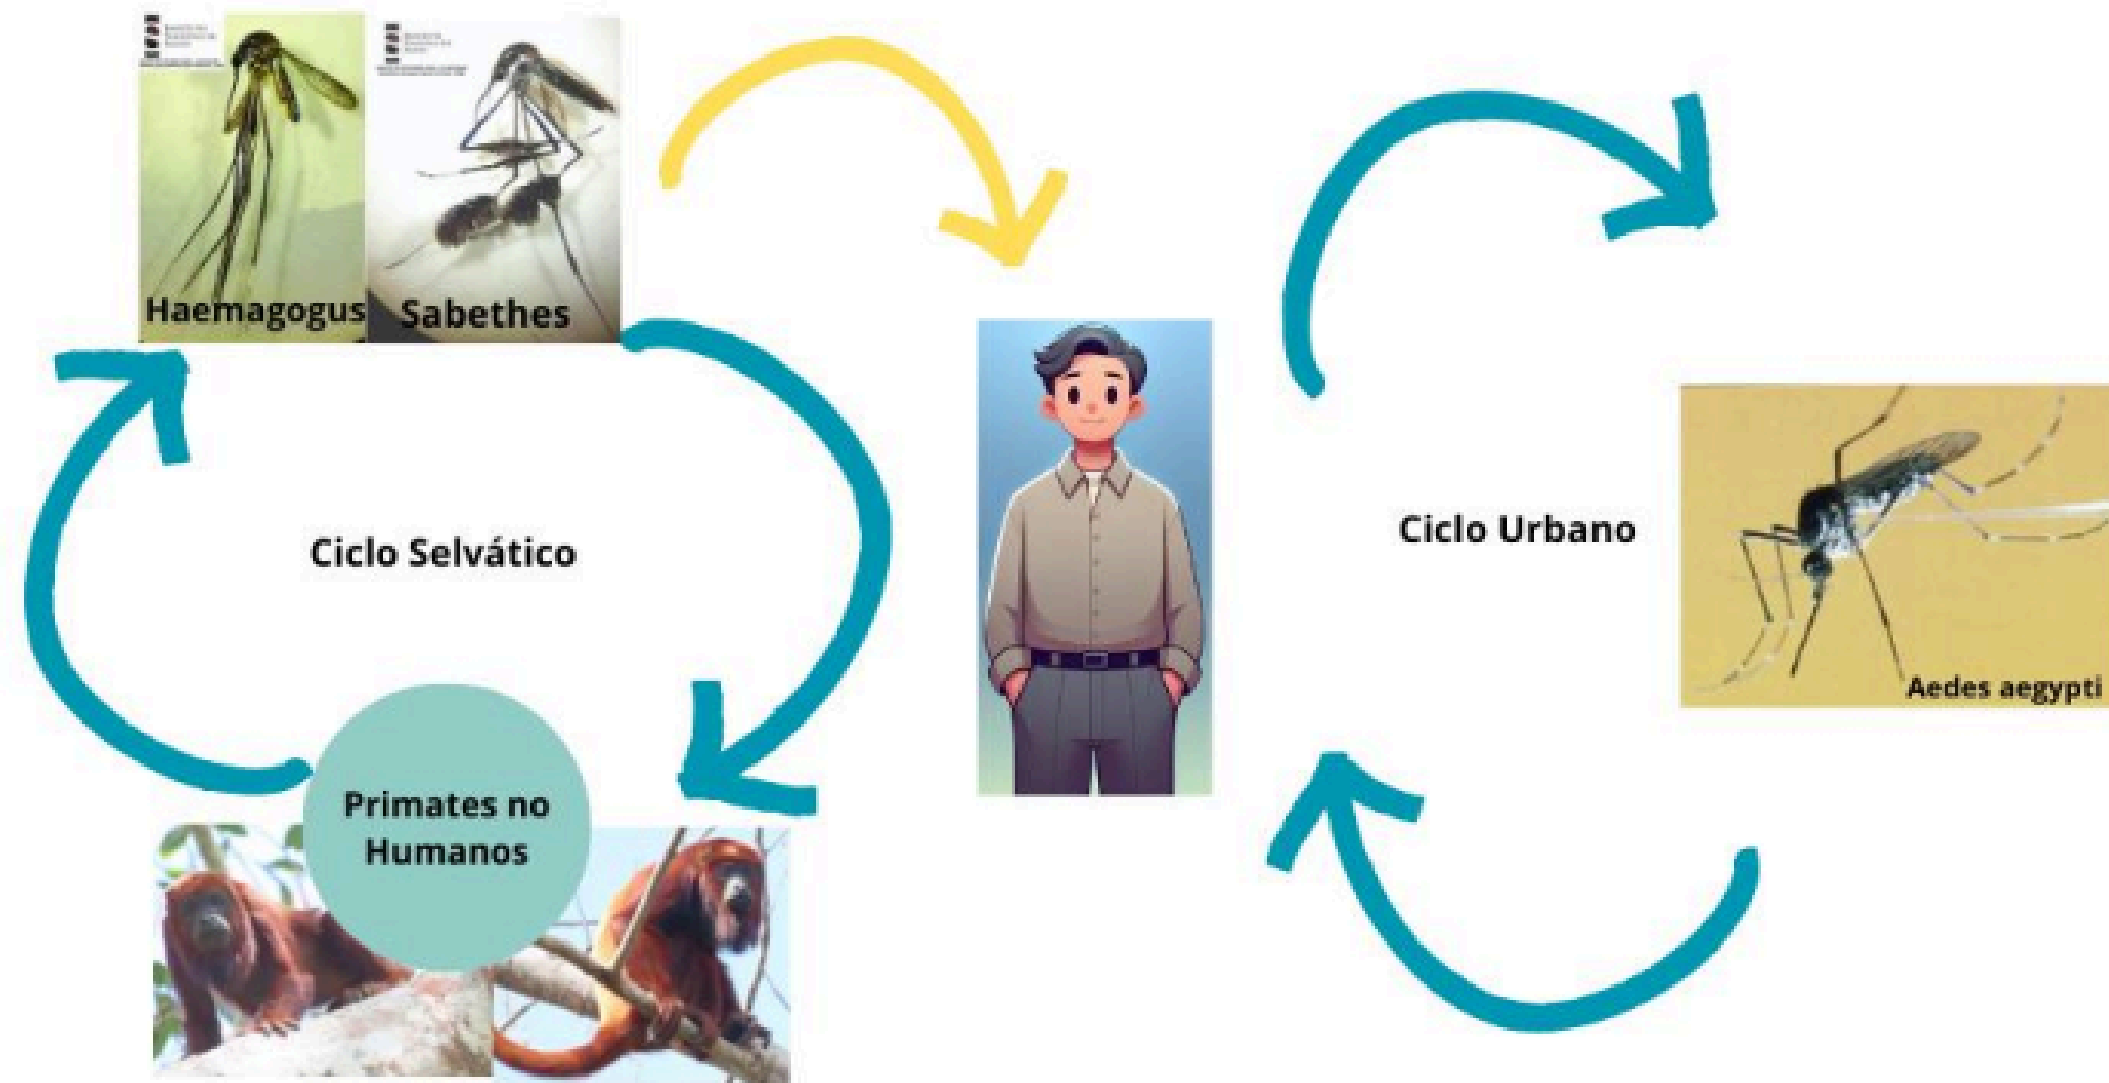 Haemagogus
Sabethes
Ciclo Selvático
Primates no
Humanos
Ciclo Urbano
Aedes aegypti